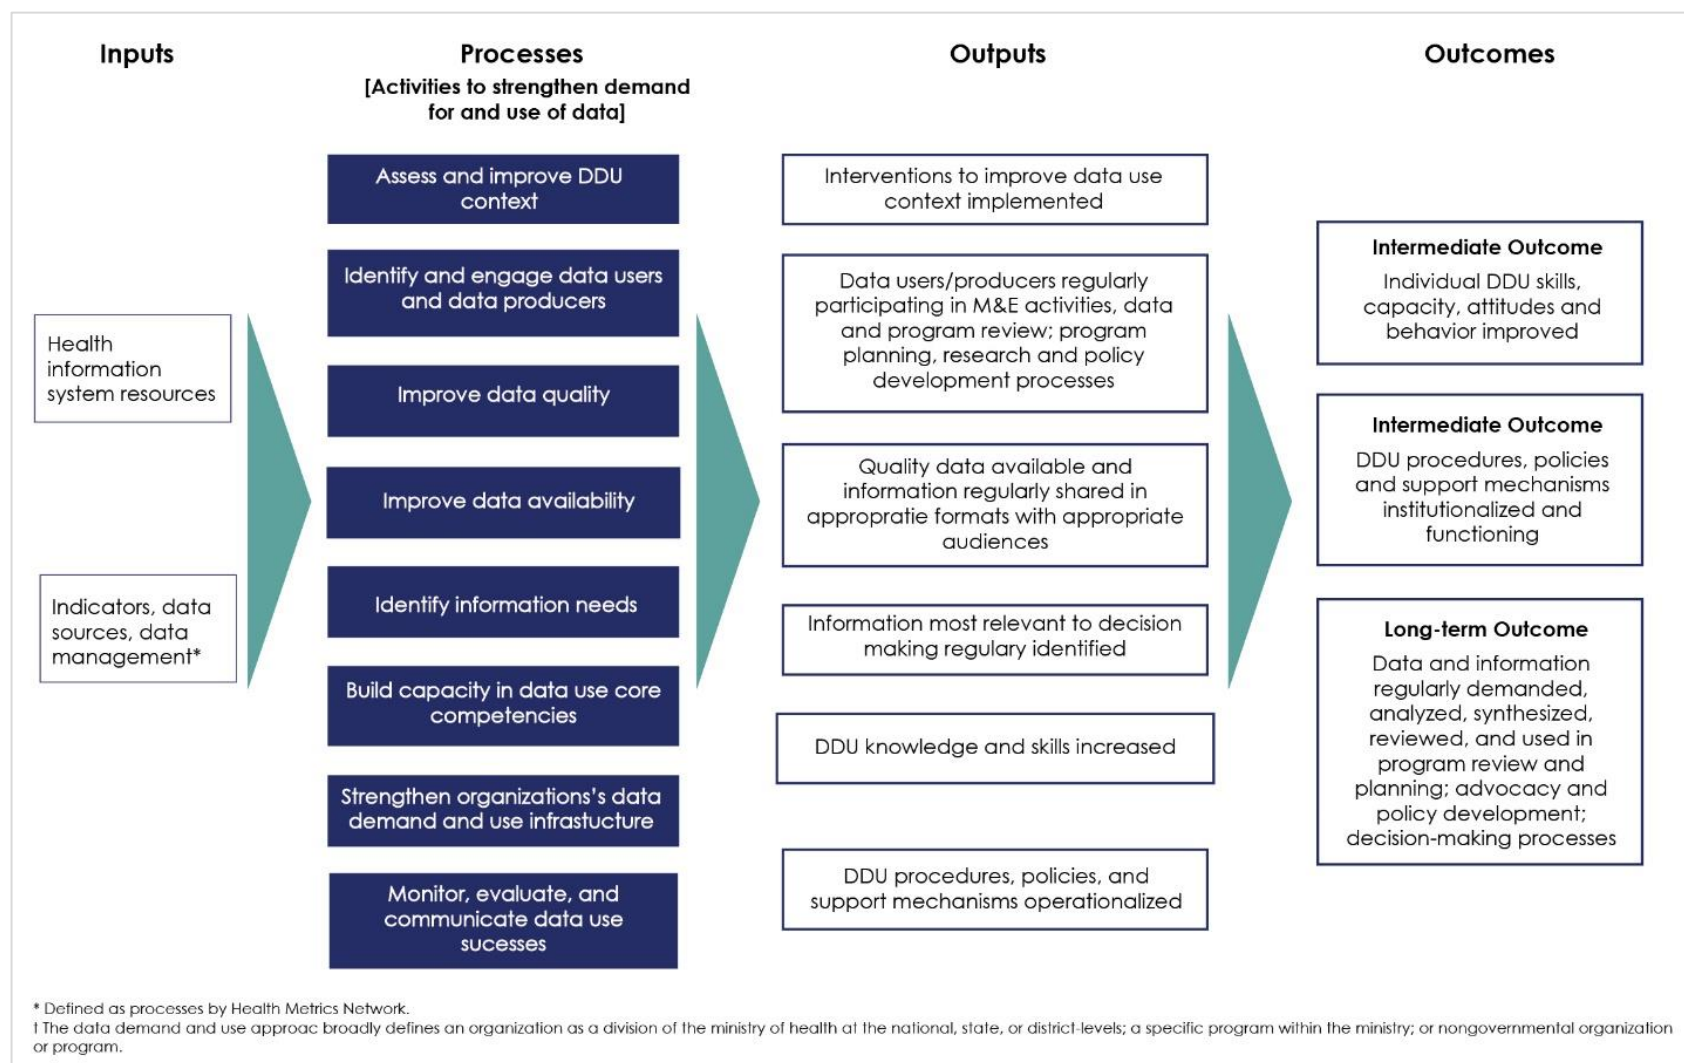 Inputs
Health
information
system resources
Indicators, data
sources, data
management*
Processes
[Activities to strengthen demand
for and use of data]
Assess and improve DDU
context
Identify and engage data users
and data producers
Improve data quality
Improve data availability
Identify information needs
Build capacity in data use core
competencies
Strengthen organizations's data
demand and use infrastucture
Monitor, evaluate, and
communicate data use
sucesses
Outputs
Interventions to improve data use
context implemented
Data users/producers regularly
participating in M&E activities, data
and program review; program
planning, research and policy
development processes
Quality data available and
information regularly shared in
appropratie formats with appropriate
audiences
Information most relevant to decision
making regulary identified
DDU knowledge and skills increased
DDU procedures, policies, and
support mechanisms operationalized
Outcomes
Intermediate Outcome
Individual DDU skills,
capacity, attitudes and
behavior improved
Intermediate Outcome
DDU procedures, policies
and support mechanisms
institutionalized and
functioning
Long-term Outcome
Data and information
regularly demanded,
analyzed, synthesized,
reviewed, and used in
program review and
planning; advocacy and
policy development;
decision-making processes
* Defined as processes by Health Metrics Network.
† The data demand and use approac broadly defines an organization as a division of the ministry of health at the national, state, or district-levels; a specific program within the ministry; or nongovernmental organization
or program.